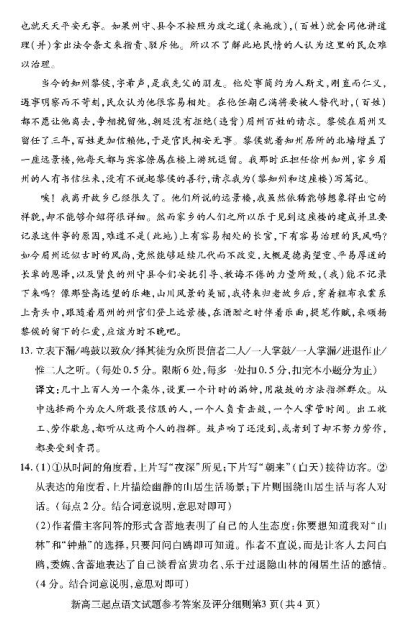 也就天天平安无事。如果州守、县令不按照为政之道(来施政),(百姓)就会同他讲道
理(并)拿出法令条文来指责、驳斥他。所以不了解此地民情的人认为这里的民众难
以治理。
当今的知州黎侯,字希声,是我先父的朋友。他处事简约为人斯文,刚直而仁义,
遇事明察而不苛刻,民众认为他很容易相处。在他任期已满将要被人替代时,(百姓)
都不愿让他离去,争相挽留他,朝廷没有拒绝(违背)眉州百姓的请求。黎侯在眉州又
留任了三年,百姓更加信赖他,于是官民相安无事。黎侯就着知州居所的北墙增盖了
一座远景楼,他每天都与宾客僚属在楼上游玩逗留。我那时正担任徐州知州,家乡眉
州的人有书信往来,没有不说起黎侯的善行,请求我为(黎知州和这座楼)写篇记。
唉！我离开故乡已经很久了。他们所说的远景楼,我虽然依稀能够想象得出它的
样貌,却不能够介绍得很详细。然而家乡的人们之所以乐于见到这座楼的建成并且要
记录这件事的原因,难道不是(此地)上有容易相处的长官,下有容易治理的民风吗？
如今眉州近似古时的风尚,竟然能够延续几代而不改变,大概是德高望重、平易厚道的
长辈的恩泽,以及贤良的州守县令们安抚引导、教诲不倦的力量所致,(我)能不记录
下来吗？像那登高远望的乐趣,山川风景的美丽,我将来归老故乡后,穿着粗布衣裳系
上青头巾,跟随着眉州的州官们登上远景楼,在酒酣之时伴着乐曲,提笔作赋,来颂扬
黎侯的留下的仁爱,应该为时不晚吧。
13. 立表下漏/鸣鼓以致众/择其徒为众所畏信者二人/一人掌鼓/一人掌漏/进退作止/
惟二人之听。(每处 0.5 分。限断 6 处,每多一处扣 0.5 分,扣完本小题分为止)
译文:几十上百人为一个集体,设置一个计时的漏钟,用敲鼓的方法指挥群众。从
中选择两个为众人所敬畏信服的人,一个人负责击鼓,一个人掌管时间。出工收
工、劳作歇息,都听从这两个人的指挥。鼓声响了还没到,或者到了却不努力劳作,
都要受到责罚。
14. (1)①从时间的角度看,上片写“夜深”所见;下片写“朝来”(白天)接待访客。②
从表达的角度看,上片描绘幽静的山居生活场景;下片则围绕山居生活与客人对
话。(每点 2 分。结合词意说明,意思对即可)
(2)作者借主客问答的形式含蓄地表明了自己的人生态度:你要想知道我对“山
林”和“钟鼎”的选择,只要问问白鸥即可知道。作者不直说,而是让客人去问白
鸥,委婉、含蓄地表达了自己淡看富贵功名、乐于过退隐山林的闲居生活的感情。
(4 分。结合词意说明,意思对即可)
新高三起点语文试题参考答案及评分细则第 3 页(共 4 页)